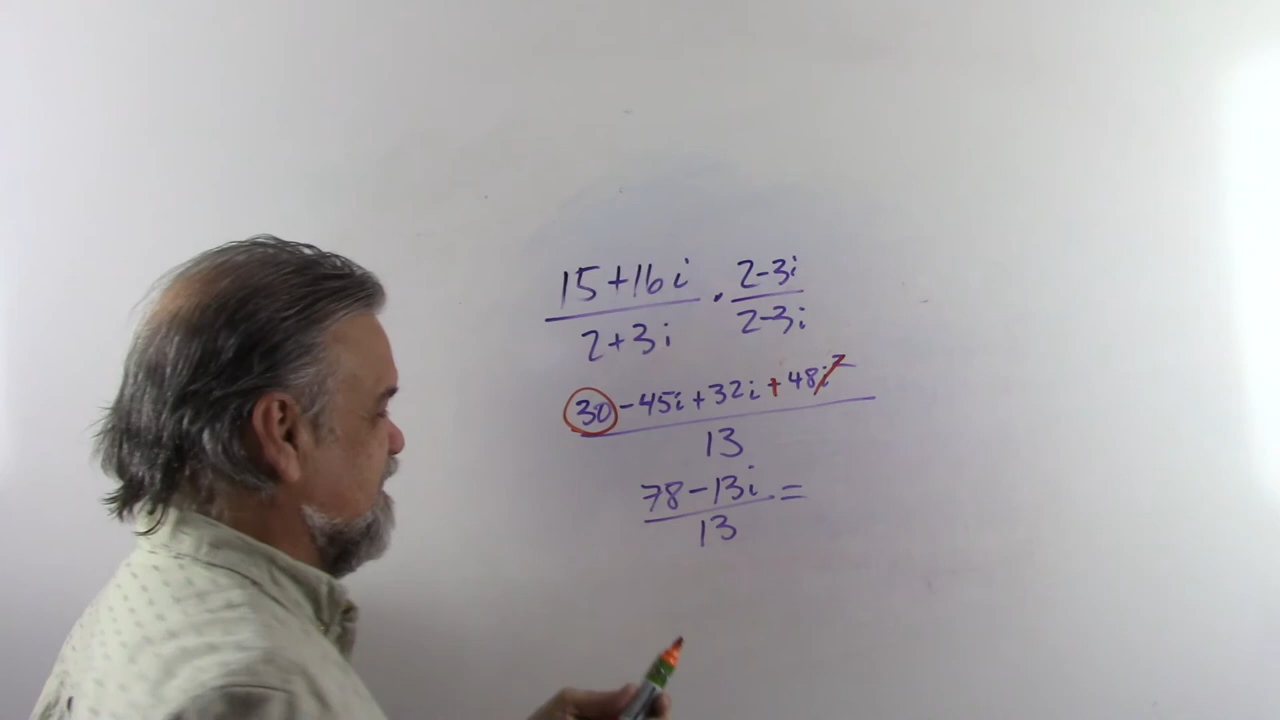 15+16i / 2+3i · 2-3i / 2-3i
30 -45i + 32i + 48i² / 13
78 - 13i / 13 =